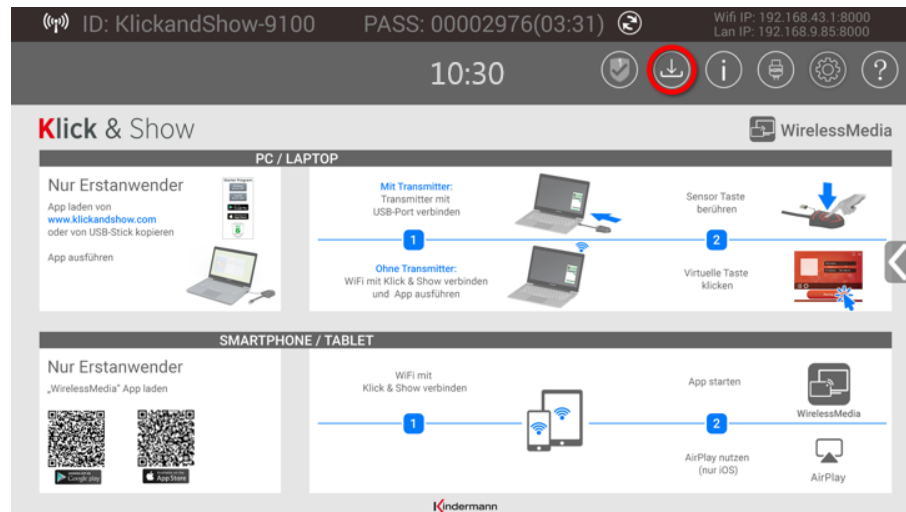 ID: KlickandShow-9100
PASS: 00002976(03:31)
Wifi IP: 192.168.43.1:8000
Lan IP: 192.168.9.85:8000
10:30
Klick & Show
WirelessMedia
PC / LAPTOP
Nur Erstanwender
App laden von
www.klickandshow.com
oder von USB-Stick kopieren
App ausführen
Mit Transmitter:
Transmitter mit
USB-Port verbinden
1
Ohne Transmitter:
WiFi mit Klick & Show verbinden
und App ausführen
Sensor Taste
berühren
2
Virtuelle Taste
klicken
SMARTPHONE / TABLET
Nur Erstanwender
„WirelessMedia" App laden
Google play
App Store
WiFi mit
Klick & Show verbinden
1
App starten
WirelessMedia
2
AirPlay nutzen
(nur iOS)
AirPlay
Kindermann